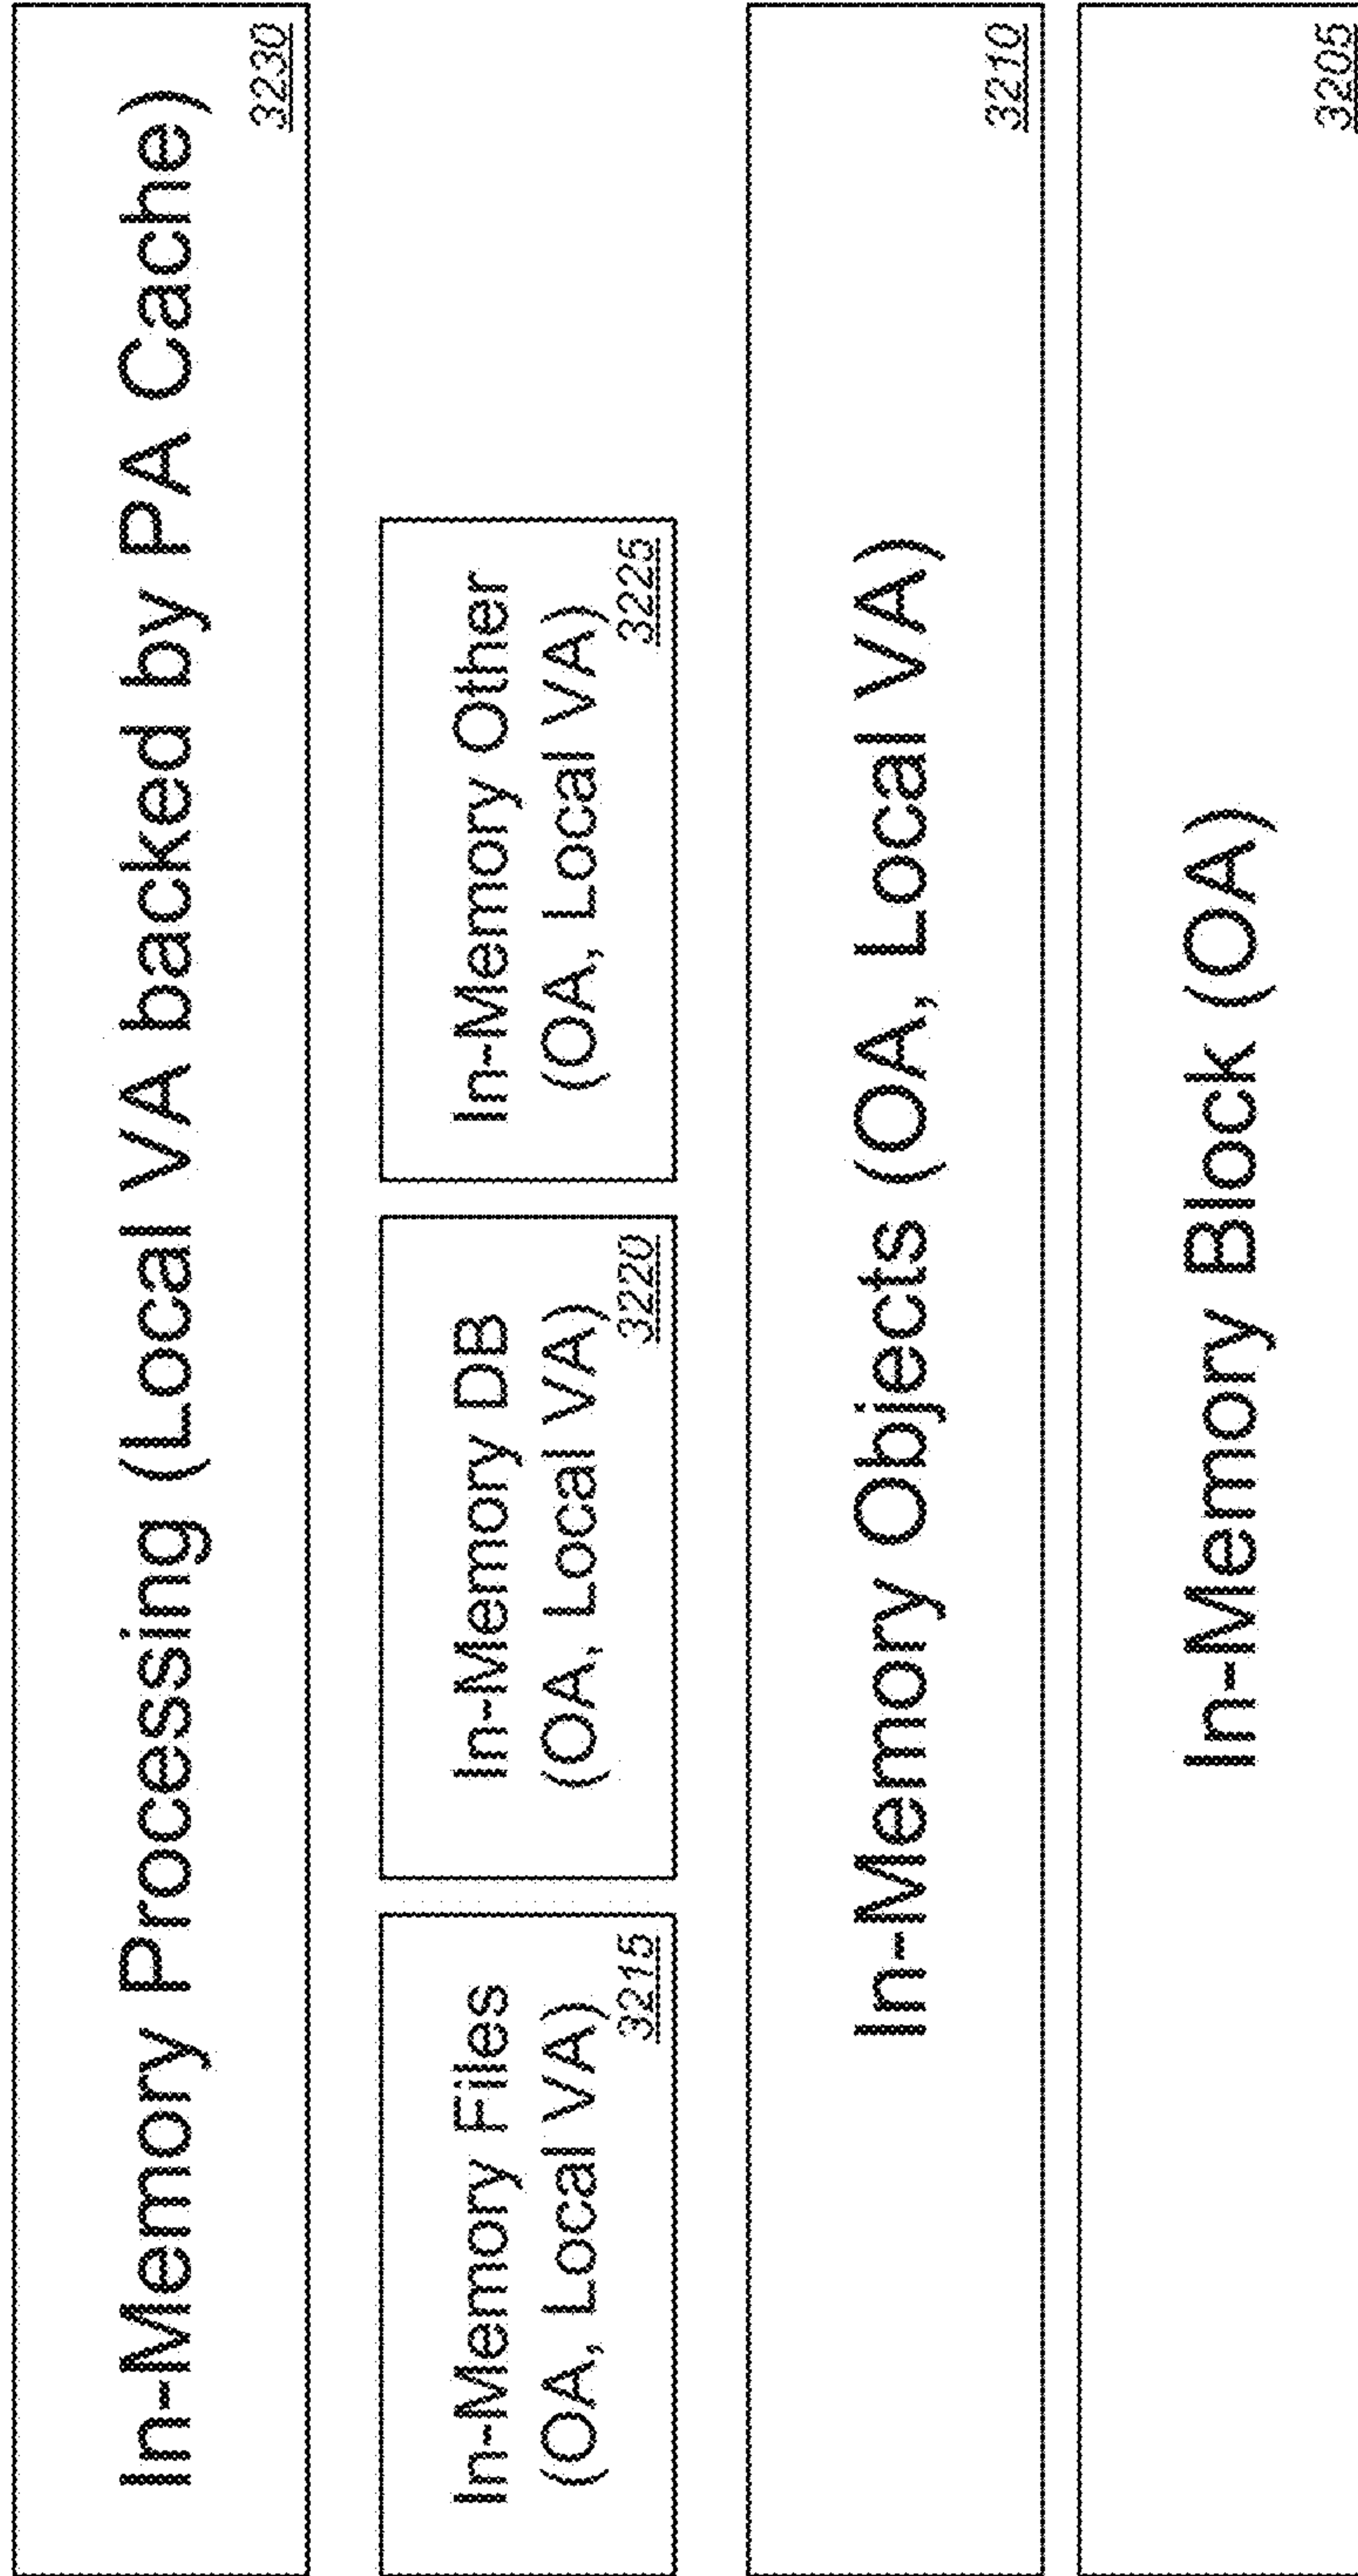 In-Memory Processing (Local VA backed by PA Cache)
3230
In-Memory Files
(OA, Local VA)
3215
In-Memory DB
(OA, Local VA)
3220
In-Memory Other
(OA, Local VA)
3225
In-Memory Objects (OA, Local VA)
3210
In-Memory Block (OA)
3205